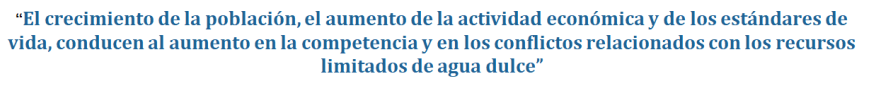 “El crecimiento de la población, el aumento de la actividad económica y de los estándares de
vida, conducen al aumento en la competencia y en los conflictos relacionados con los recursos
limitados de agua dulce”